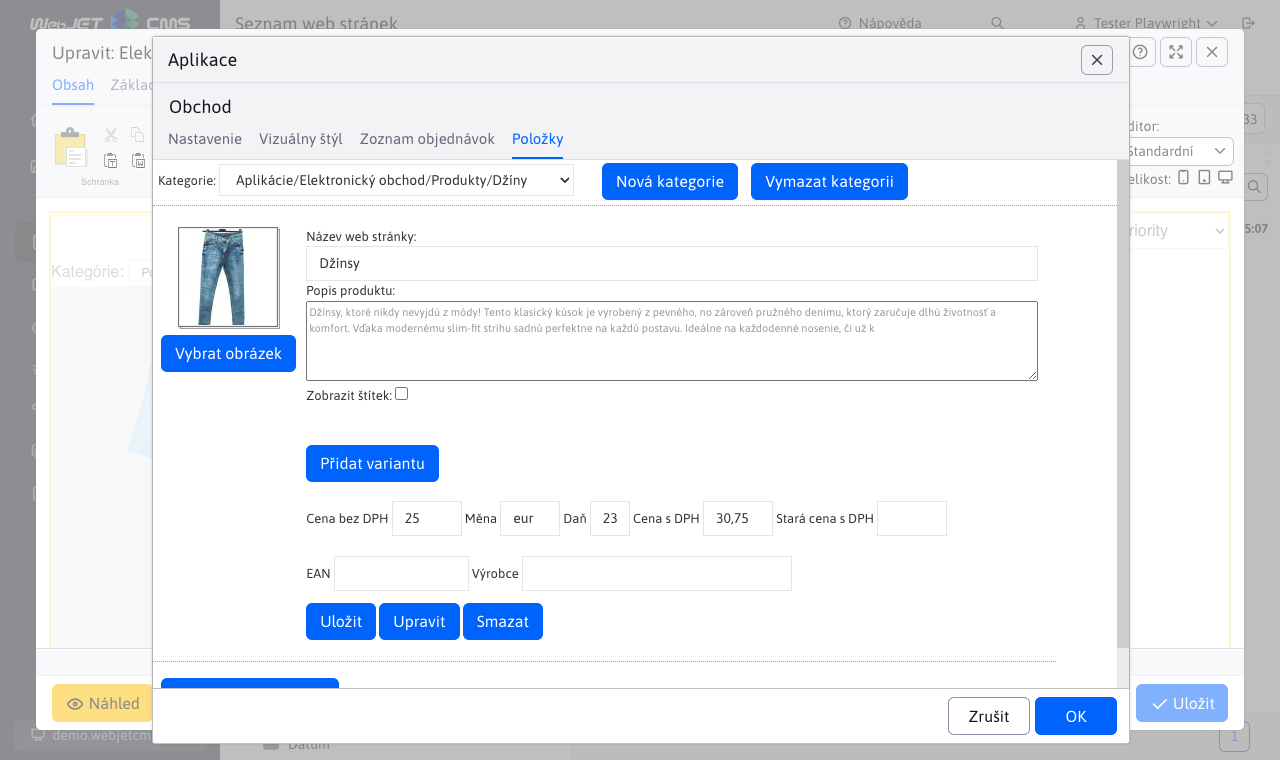 WebJET CMS
Seznam web stránek
Nápověda
Tester Playwright
Upravit: Elek
Aplikace
Obchod
Obsah
Základ
Nastavenie
Vizuálny štýl
Zoznam objednávok
Položky
Schránka
ditor:
Standardní
elikost:
33
Kategorie:
Aplikácie/Elektronický obchod/Produkty/Džíny
Nová kategorie
Vymazat kategorii
riority
5:07
Kategórie:
Název web stránky:
Džínsy
Popis produktu:
Džínsy, ktoré nikdy nevyjdú z módy! Tento klasický kúsok je vyrobený z pevného, no zároveň pružného denimu, ktorý zaručuje dlhú životnosť a
komfort. Vďaka modernému slim-fit strihu sadnú perfektne na každú postavu. Ideálne na každodenné nosenie, či už k
Vybrat obrázek
Zobrazit štítek:
Přidat variantu
Cena bez DPH 25 Měna eur Daň 23 Cena s DPH 30,75 Stará cena s DPH
EAN
Výrobce
Uložit
Upravit
Smazat
Náhled
Zrušit
OK
Uložit
demo.webjetcm
Datum
1